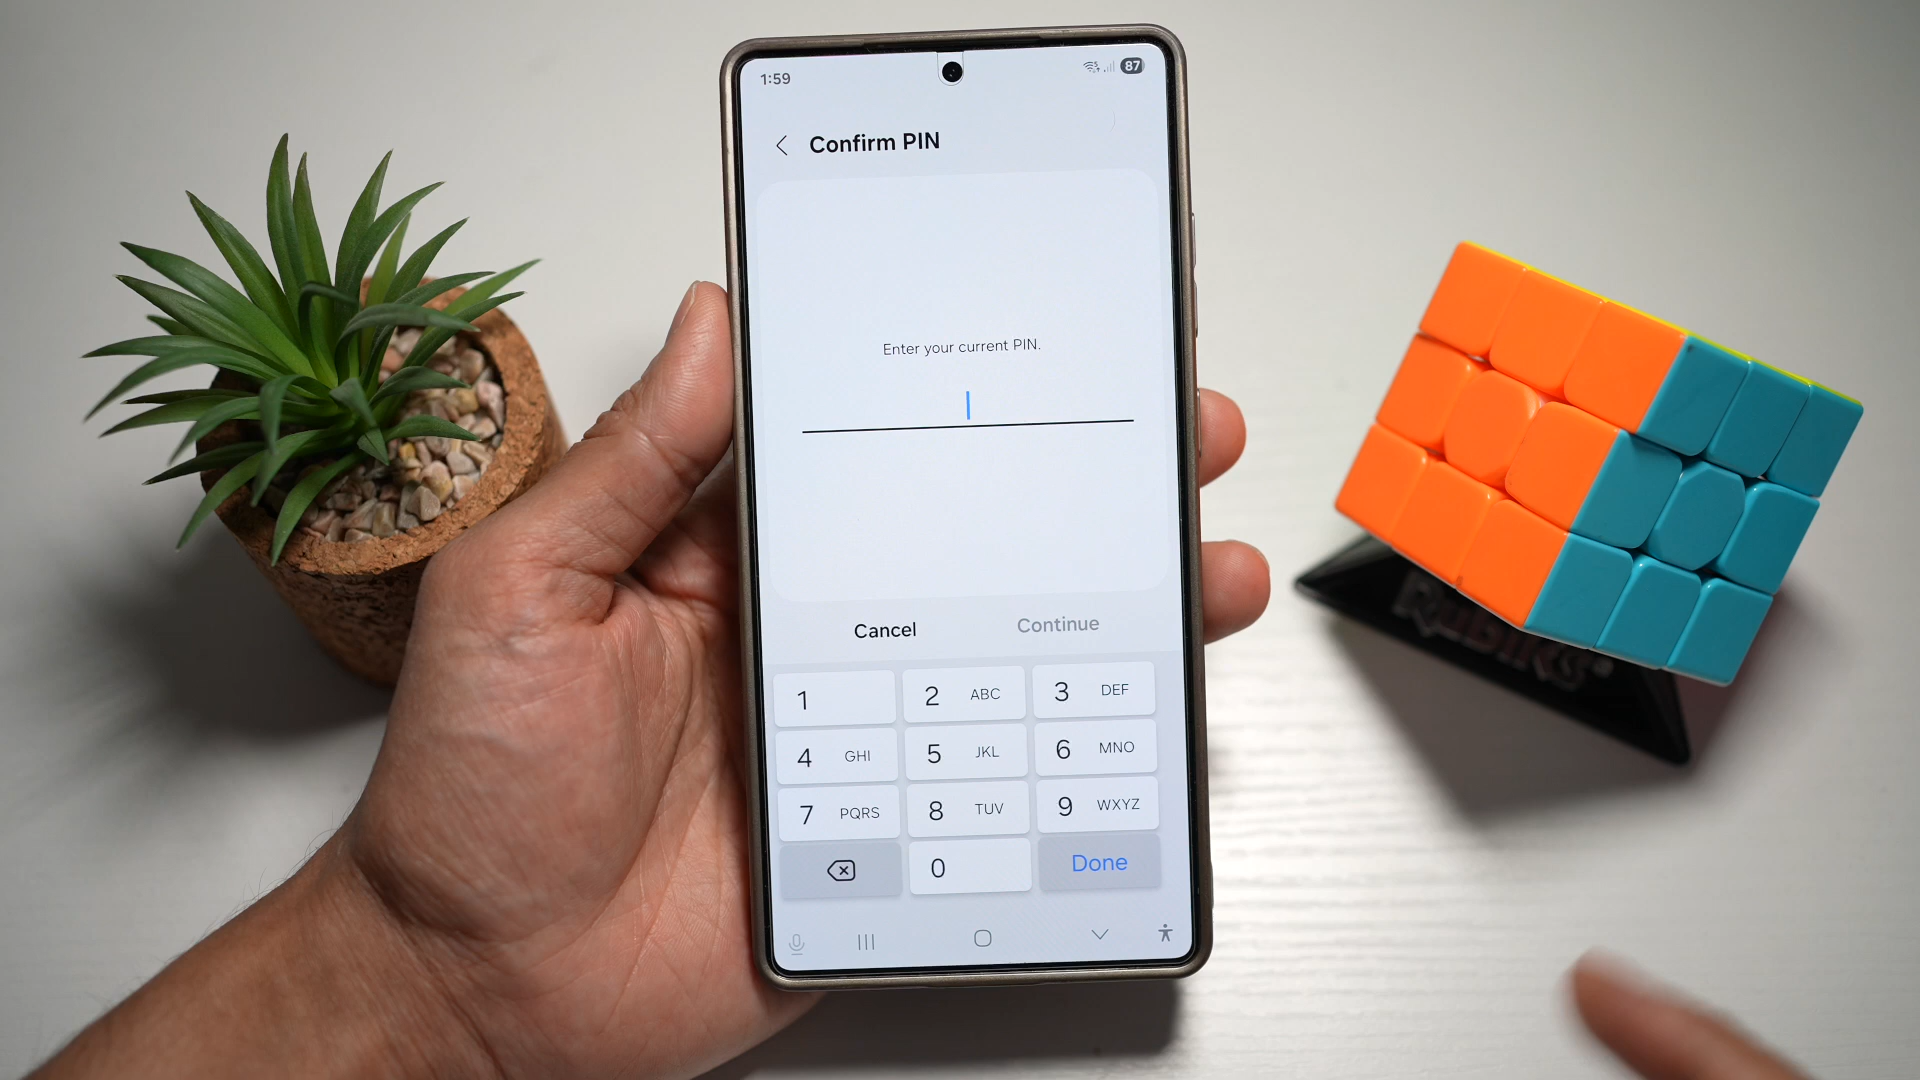 1:59
87
Confirm PIN
Enter your current PIN.
Cancel Continue
1 2 ABC 3 DEF
4 GHI 5 JKL 6 MNO
7 PQRS 8 TUV 9 WXYZ
0 Done
Rubik's®